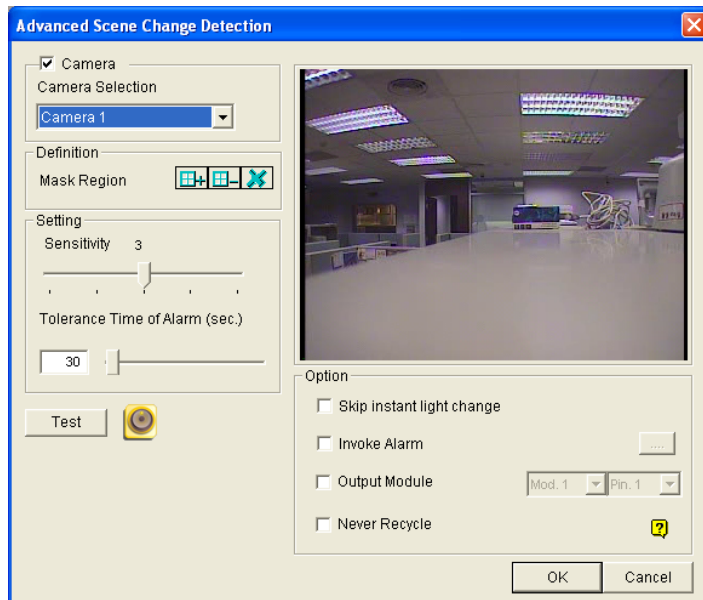 Advanced Scene Change Detection
Camera
Camera Selection
Camera 1
Definition
Mask Region
Setting
Sensitivity 3
Tolerance Time of Alarm (sec.)
30
Test
Option
Skip instant light change
Invoke Alarm
....
Output Module
Mod. 1
Pin. 1
Never Recycle
?
OK
Cancel